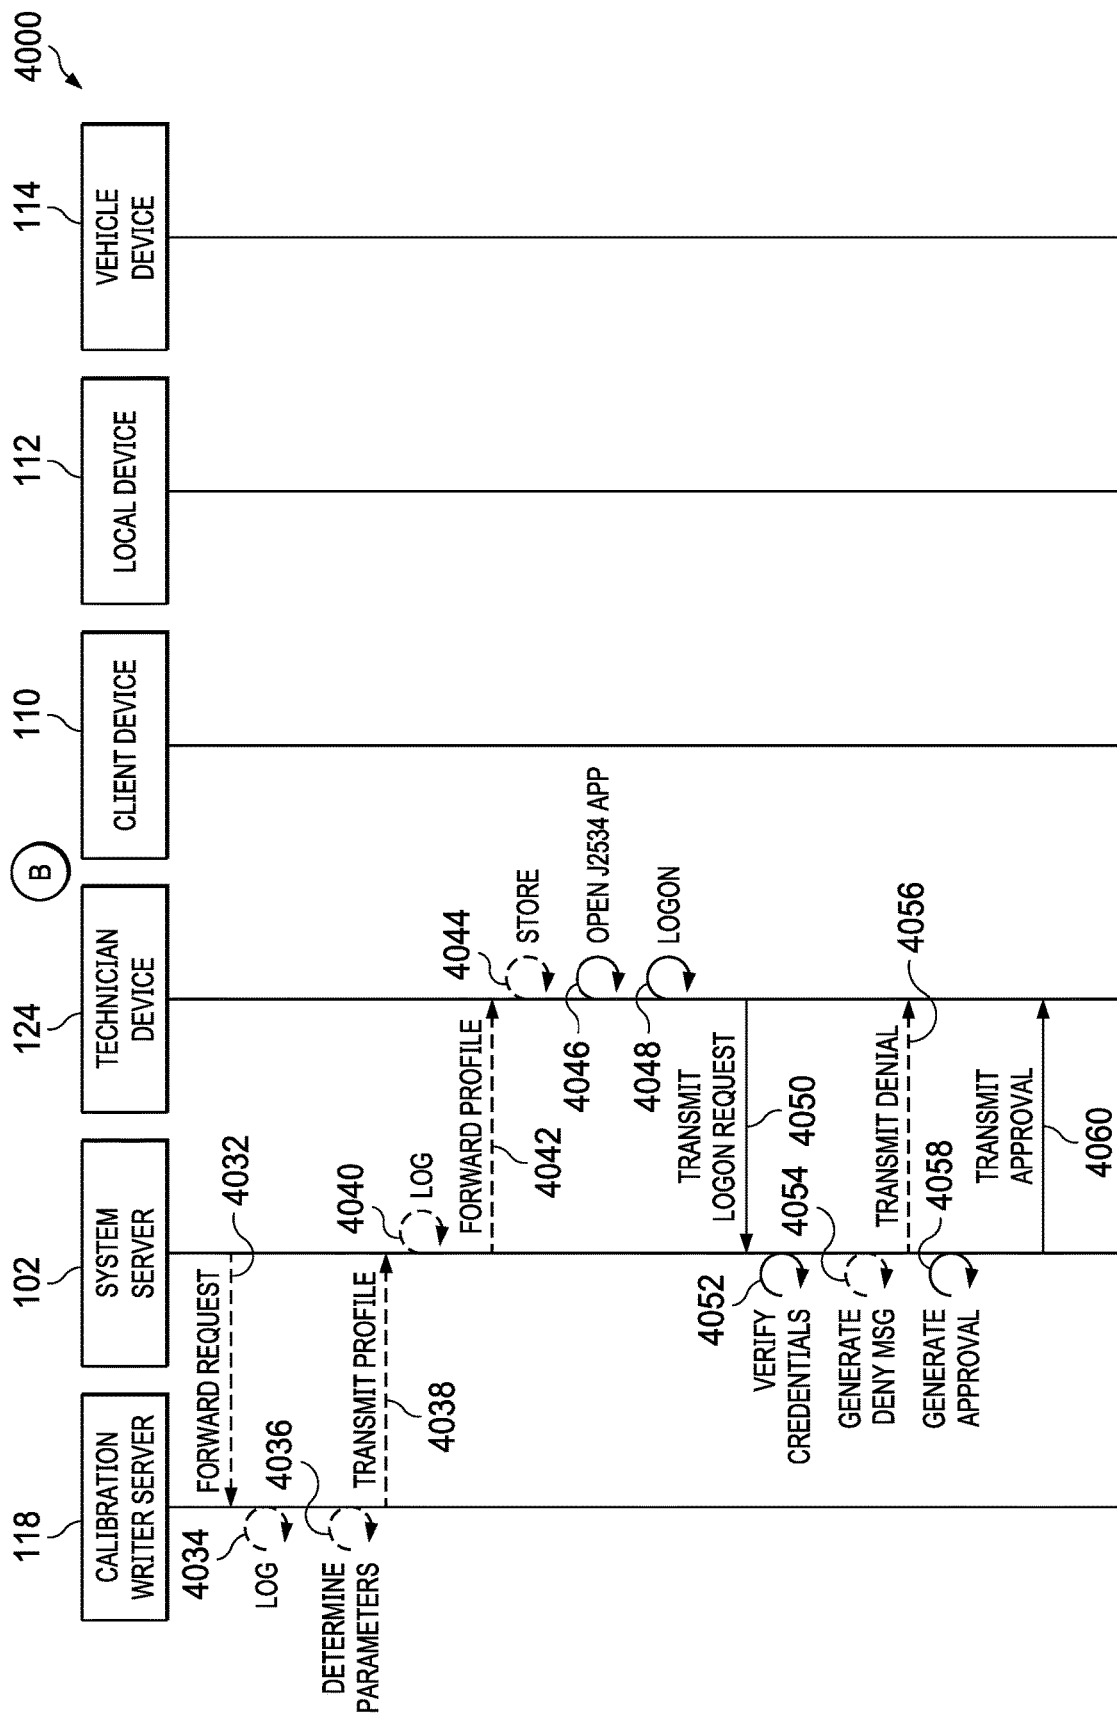 4000
118
102
124
B
110
112
114
CALIBRATION
WRITER SERVER
SYSTEM
SERVER
TECHNICIAN
DEVICE
CLIENT DEVICE
LOCAL DEVICE
VEHICLE
DEVICE
FORWARD REQUEST
4032
4034
LOG
4036
DETERMINE
PARAMETERS
TRANSMIT PROFILE
4038
4040
LOG
FORWARD PROFILE
4042
4044
STORE
4046
OPEN J2534 APP
4048
LOGON
TRANSMIT
LOGON REQUEST
4050
4052
VERIFY
CREDENTIALS
4054
GENERATE
DENY MSG
TRANSMIT DENIAL
4056
4058
GENERATE
APPROVAL
TRANSMIT
APPROVAL
4060